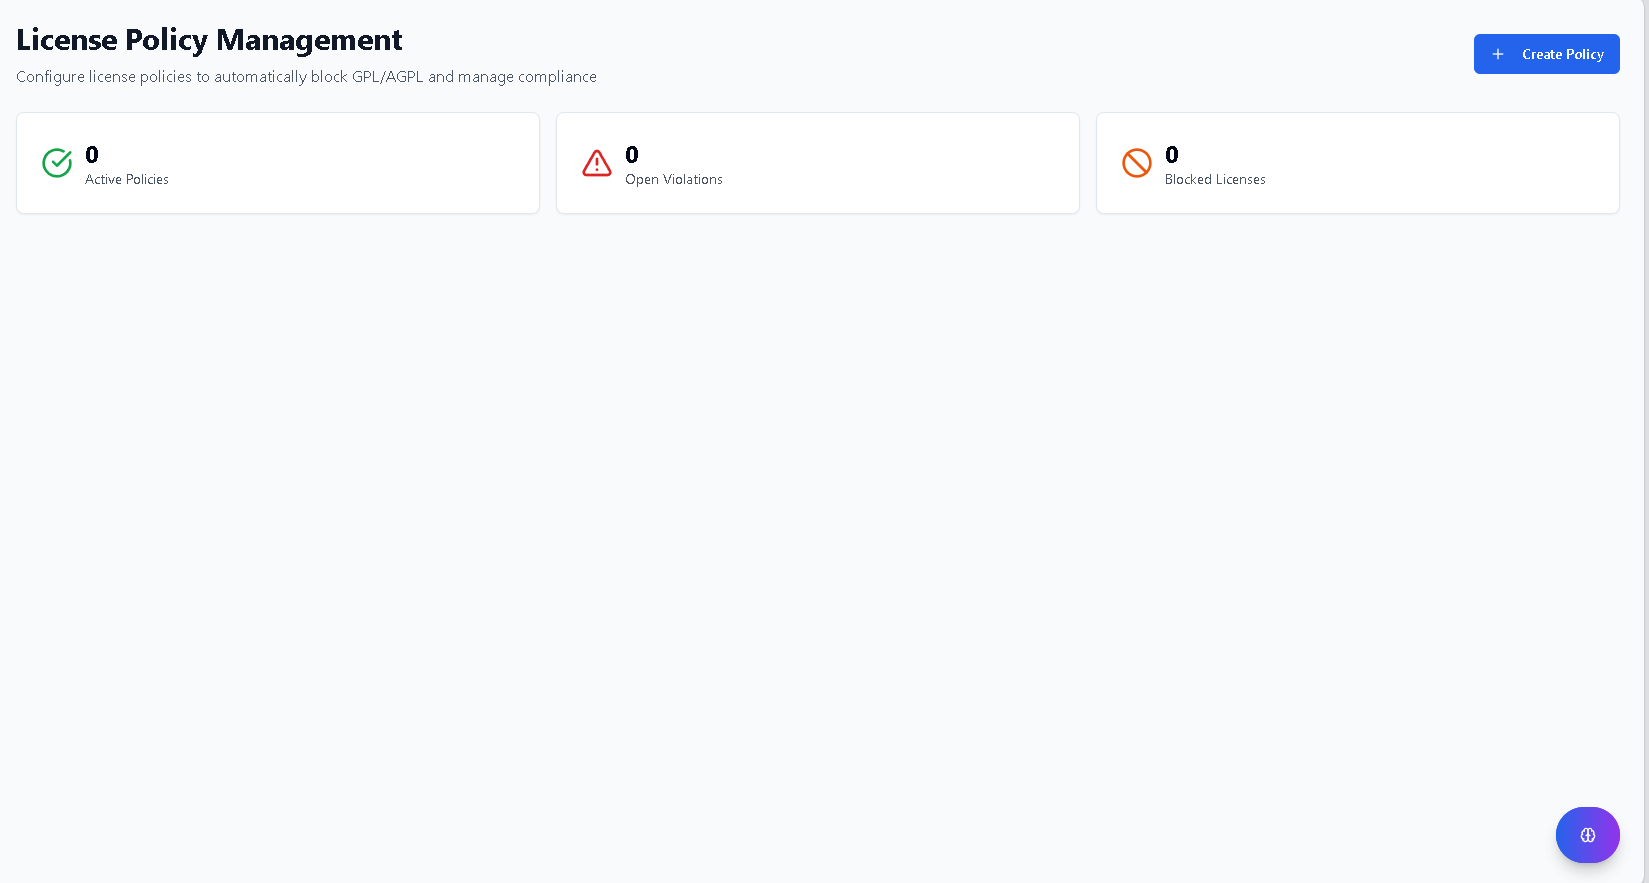 License Policy Management
Configure license policies to automatically block GPL/AGPL and manage compliance
Create Policy
0
Active Policies
0
Open Violations
0
Blocked Licenses